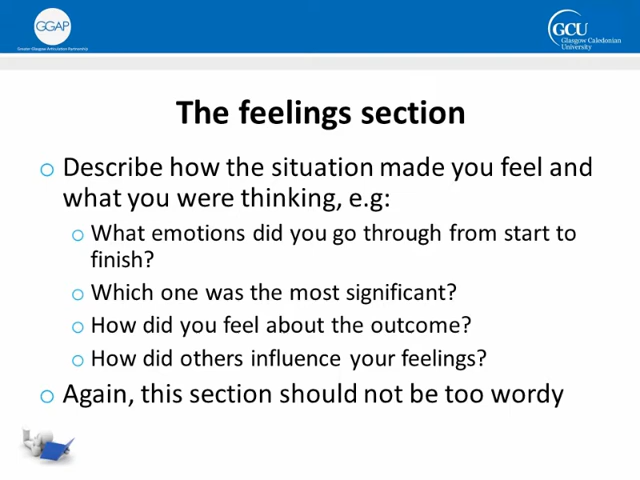 GGAP
Greater Glasgow Articulation Partnership
GCU
Glasgow Caledonian
University
The feelings section
o Describe how the situation made you feel and
what you were thinking, e.g:
o What emotions did you go through from start to
finish?
o Which one was the most significant?
o How did you feel about the outcome?
o How did others influence your feelings?
o Again, this section should not be too wordy